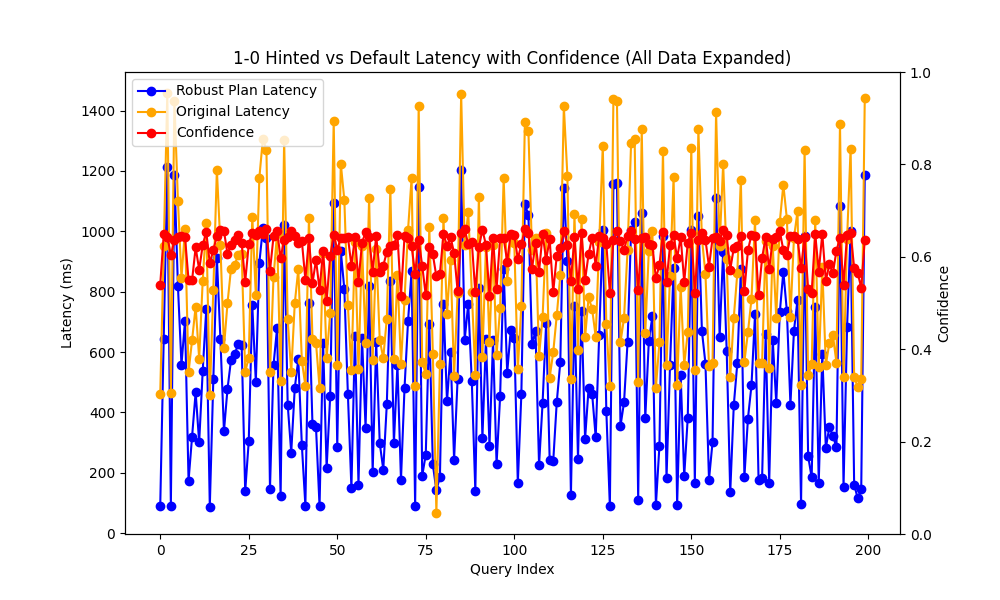 1-0 Hinted vs Default Latency with Confidence (All Data Expanded)
Robust Plan Latency
Original Latency
Confidence
Latency (ms)
1400
1200
1000
800
600
400
200
0
1.0
0.8
0.6
0.4
0.2
0.0
Confidence
0 25 50 75 100 125 150 175 200
Query Index